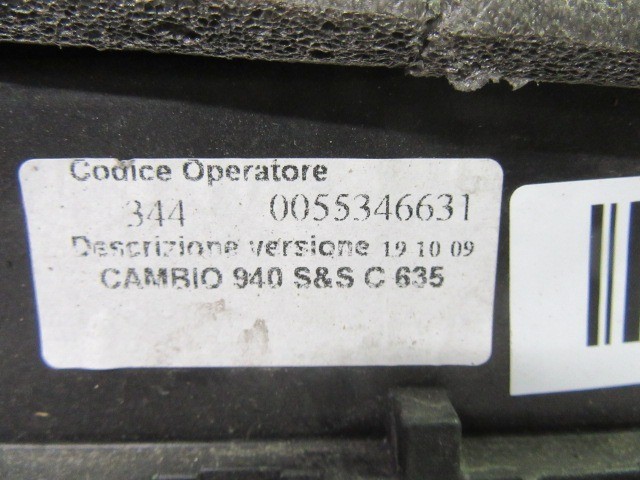 Codice Operatore
344 0055346631
Descrizione versione 19 10 09
CAMBIO 940 S&S C 635